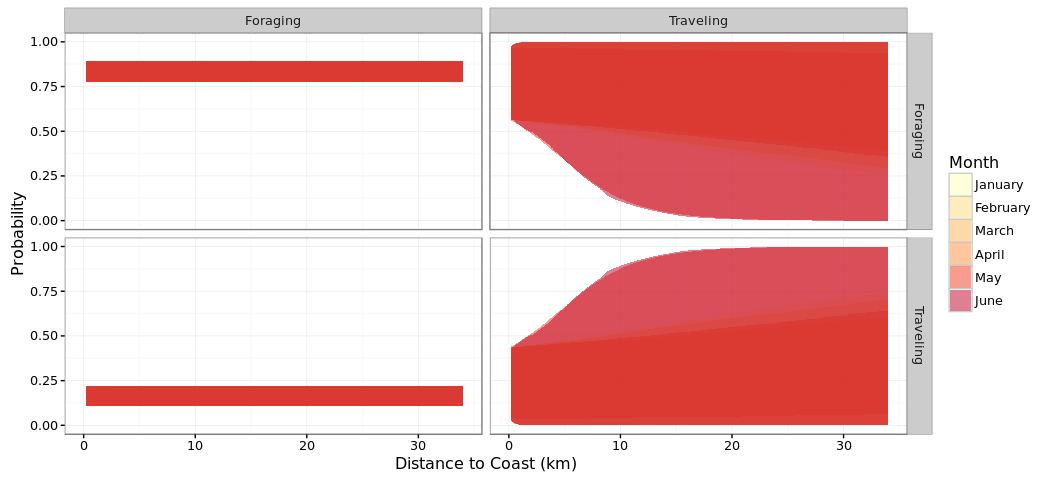 Foraging
Traveling
1.00
0.75
0.50
0.25
0.00
Foraging
1.00
0.75
0.50
0.25
0.00
Traveling
Probability
0
10
20
30
0
10
20
30
Distance to Coast (km)
Month
January
February
March
April
May
June